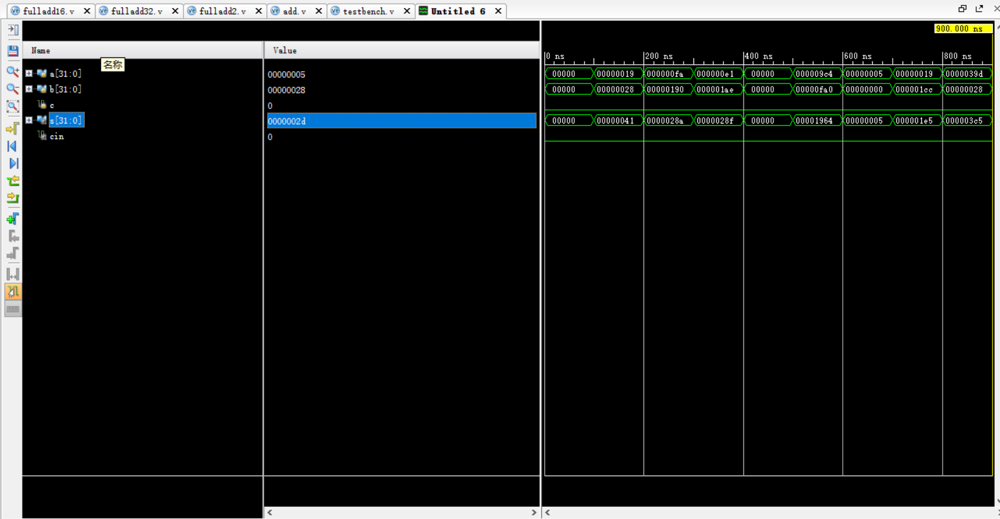 fulladd16.v fulladd32.v fulladd2.v add.v testbench.v Untitled 6
900.000 ns
Name Value
0 ns 200 ns 400 ns 600 ns 800 ns
名称
a[31:0] 00000005 00000 00000019 000000fa 000000e1 00000 000009c4 00000005 00000019 0000039d
b[31:0] 00000028 00000 00000028 00000190 000001ae 00000 00000fa0 00000000 000001cc 00000028
c 0
s[31:0] 0000002d 00000 00000041 0000028a 0000028f 00000 00001964 00000005 000001e5 000003c5
cin 0